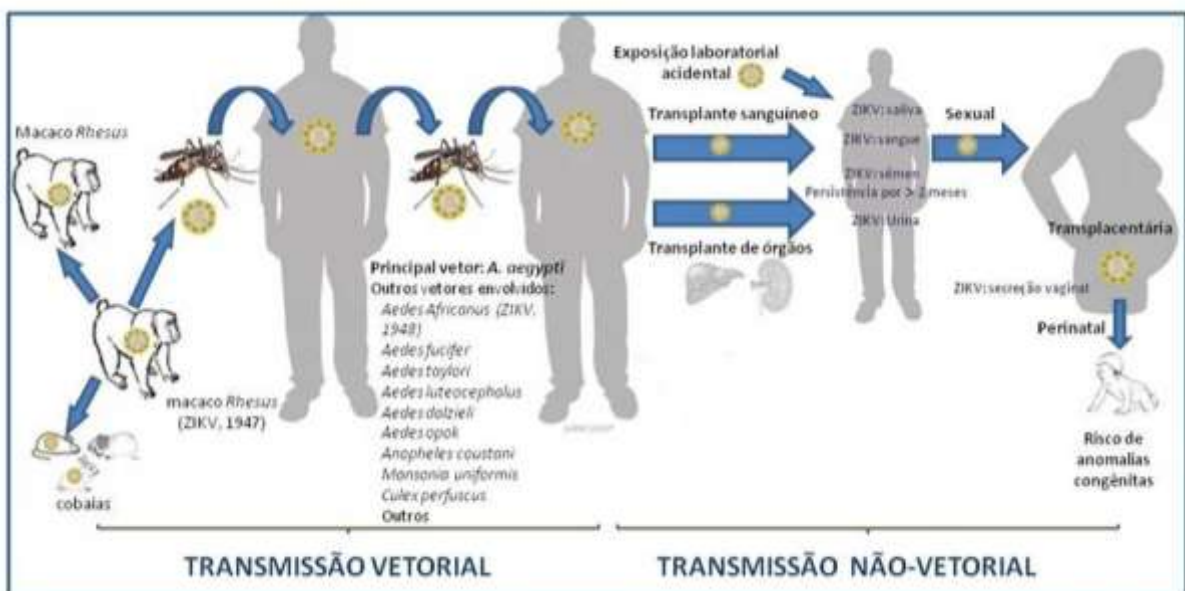 Macaco Rhesus
macaco Rhesus
(ZIKV, 1947)
cobaias
Principal vetor: A. aegypti
Outros vetores envolvidos:
Aedes Africanus (ZIKV,
1948)
Aedes fucifer
Aedes taylori
Aedes luteocephalus
Aedes dalzieli
Aedes opok
Anopheles coustani
Mansonia uniformis
Culex perfuscus
Outros
TRANSMISSÃO VETORIAL
Exposição laboratorial
acidental
Transplante sanguíneo
Transplante de órgãos
ZIKV: saliva
ZIKV: sangue
ZIKV: sêmen
Persistência por > 2 meses
ZIKV: Urina
Sexual
Transplacentária
ZIKV: secreção vaginal
Perinatal
Risco de
anomalias
congênitas
TRANSMISSÃO NÃO-VETORIAL